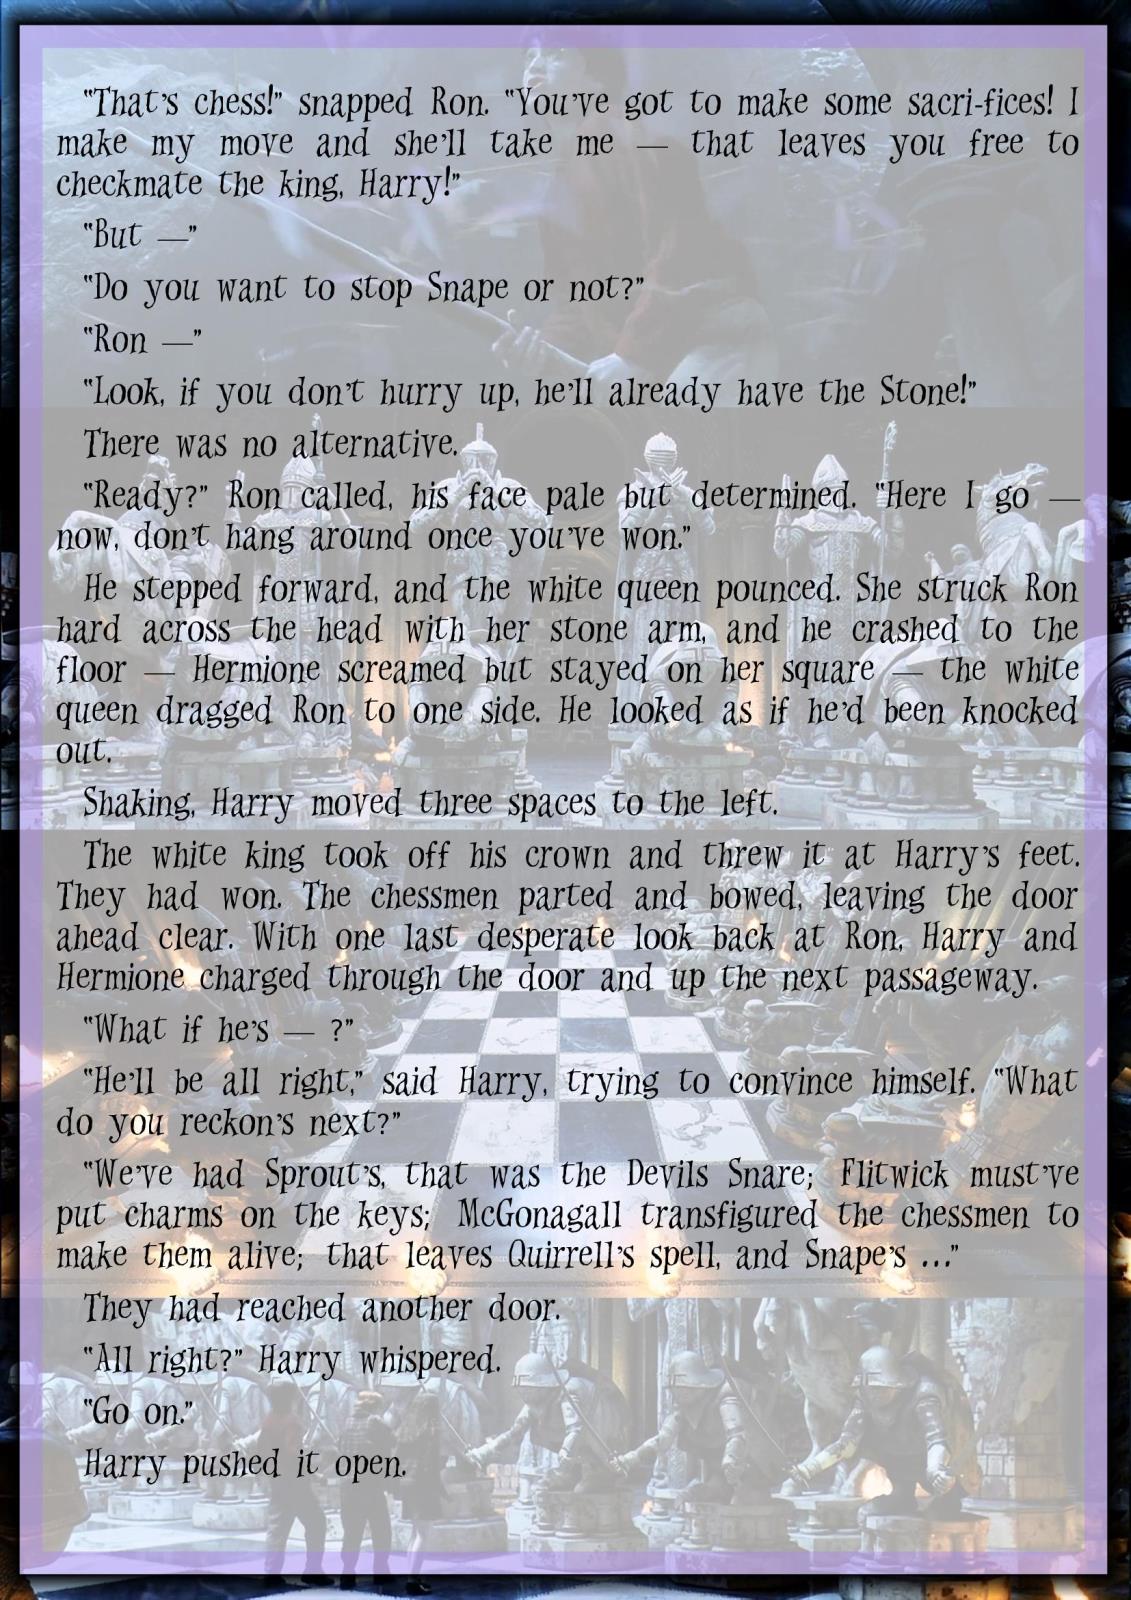 "That's chess!" snapped Ron. "You've got to make some sacri-fices! I
make my move and she'll take me — that leaves you free to
checkmate the king, Harry!"
"But —"
"Do you want to stop Snape or not?"
"Ron —"
"Look, if you don't hurry up, he'll already have the Stone!"
There was no alternative.
"Ready?" Ron called, his face pale but determined. "Here I go —
now, don't hang around once you've won."
He stepped forward, and the white queen pounced. She struck Ron
hard across the head with her stone arm, and he crashed to the
floor — Hermione screamed but stayed on her square — the white
queen dragged Ron to one side. He looked as if he'd been knocked
out.
Shaking, Harry moved three spaces to the left.
The white king took off his crown and threw it at Harry's feet.
They had won. The chessmen parted and bowed, leaving the door
ahead clear. With one last desperate look back at Ron, Harry and
Hermione charged through the door and up the next passageway.
"What if he's — ?"
"He'll be all right," said Harry, trying to convince himself. "What
do you reckon's next?"
"We've had Sprout's, that was the Devils Snare; Flitwick must've
put charms on the keys; McGonagall transfigured the chessmen to
make them alive; that leaves Quirrell's spell, and Snape's ..."
They had reached another door.
"All right?" Harry whispered.
"Go on."
Harry pushed it open.